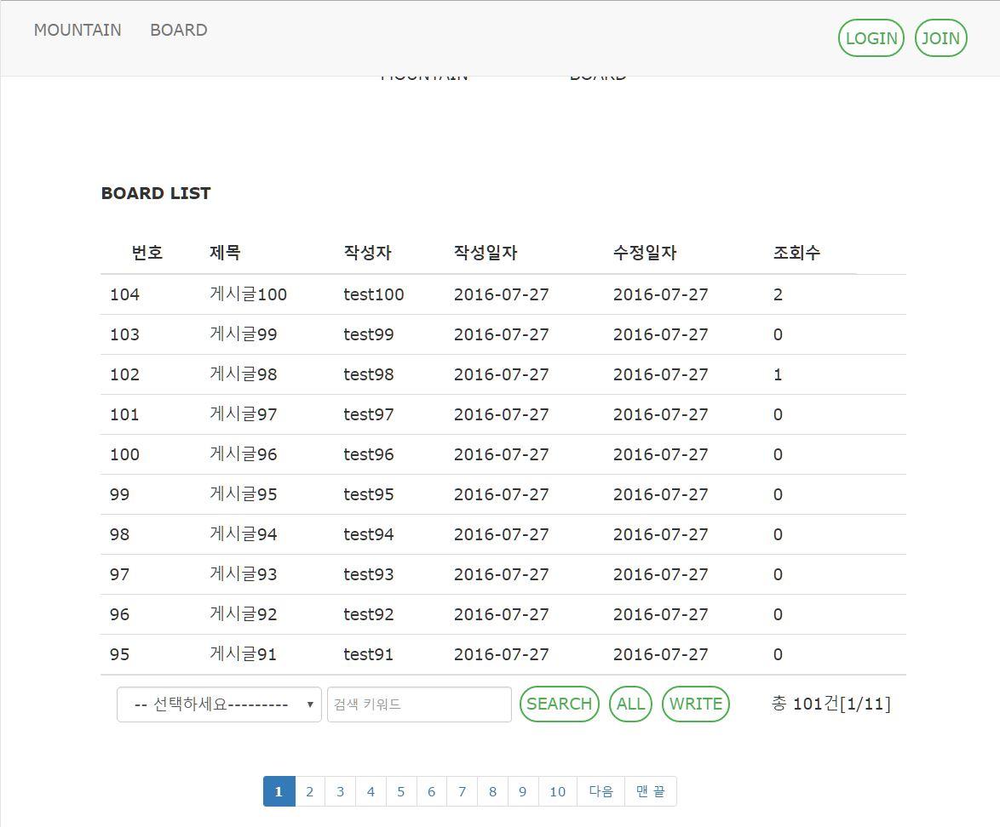 MOUNTAIN BOARD LOGIN JOIN
MOUNTAIN BOARD
BOARD LIST
번호 제목 작성자 작성일자 수정일자 조회수
104 게시글100 test100 2016-07-27 2016-07-27 2
103 게시글99 test99 2016-07-27 2016-07-27 0
102 게시글98 test98 2016-07-27 2016-07-27 1
101 게시글97 test97 2016-07-27 2016-07-27 0
100 게시글96 test96 2016-07-27 2016-07-27 0
99 게시글95 test95 2016-07-27 2016-07-27 0
98 게시글94 test94 2016-07-27 2016-07-27 0
97 게시글93 test93 2016-07-27 2016-07-27 0
96 게시글92 test92 2016-07-27 2016-07-27 0
95 게시글91 test91 2016-07-27 2016-07-27 0
-- 선택하세요--------- 검색 키워드 SEARCH ALL WRITE 총 101건[1/11]
1 2 3 4 5 6 7 8 9 10 다음 맨 끝